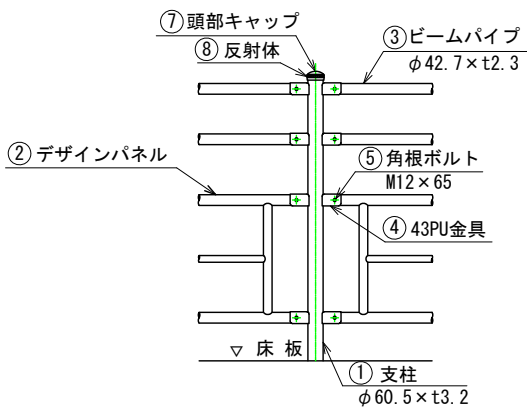 ⑦頭部キャップ
⑧ 反射体
③ビームパイプ
φ42.7×t2.3
② デザインパネル
⑤ 角根ボルト
M12×65
④ 43PU金具
▽ 床 板
① 支柱
φ60.5×t3.2